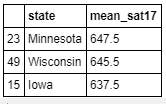 state mean_sat17
23 Minnesota 647.5
49 Wisconsin 645.5
15 Iowa 637.5